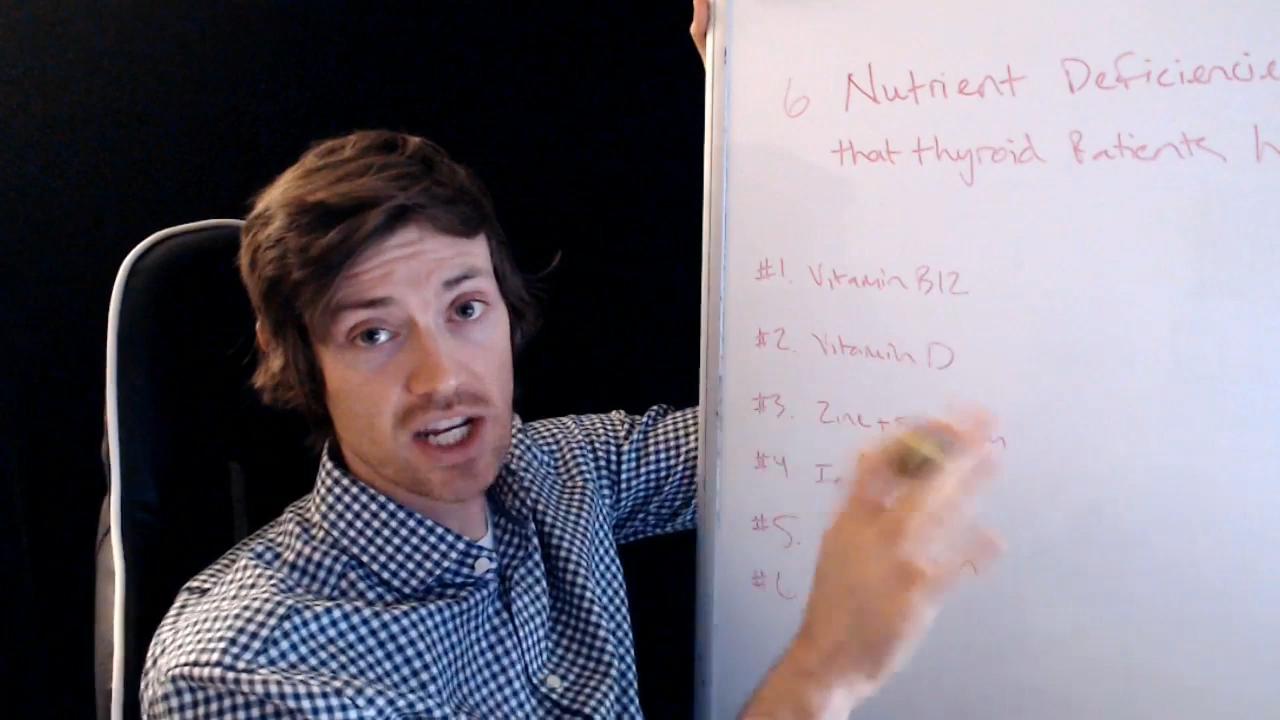 6 Nutrient Deficiencie
that thyroid Patients h
#1. Vitamin B12
#2. Vitamin D
#3. Zinc +
#4
#5.
#6